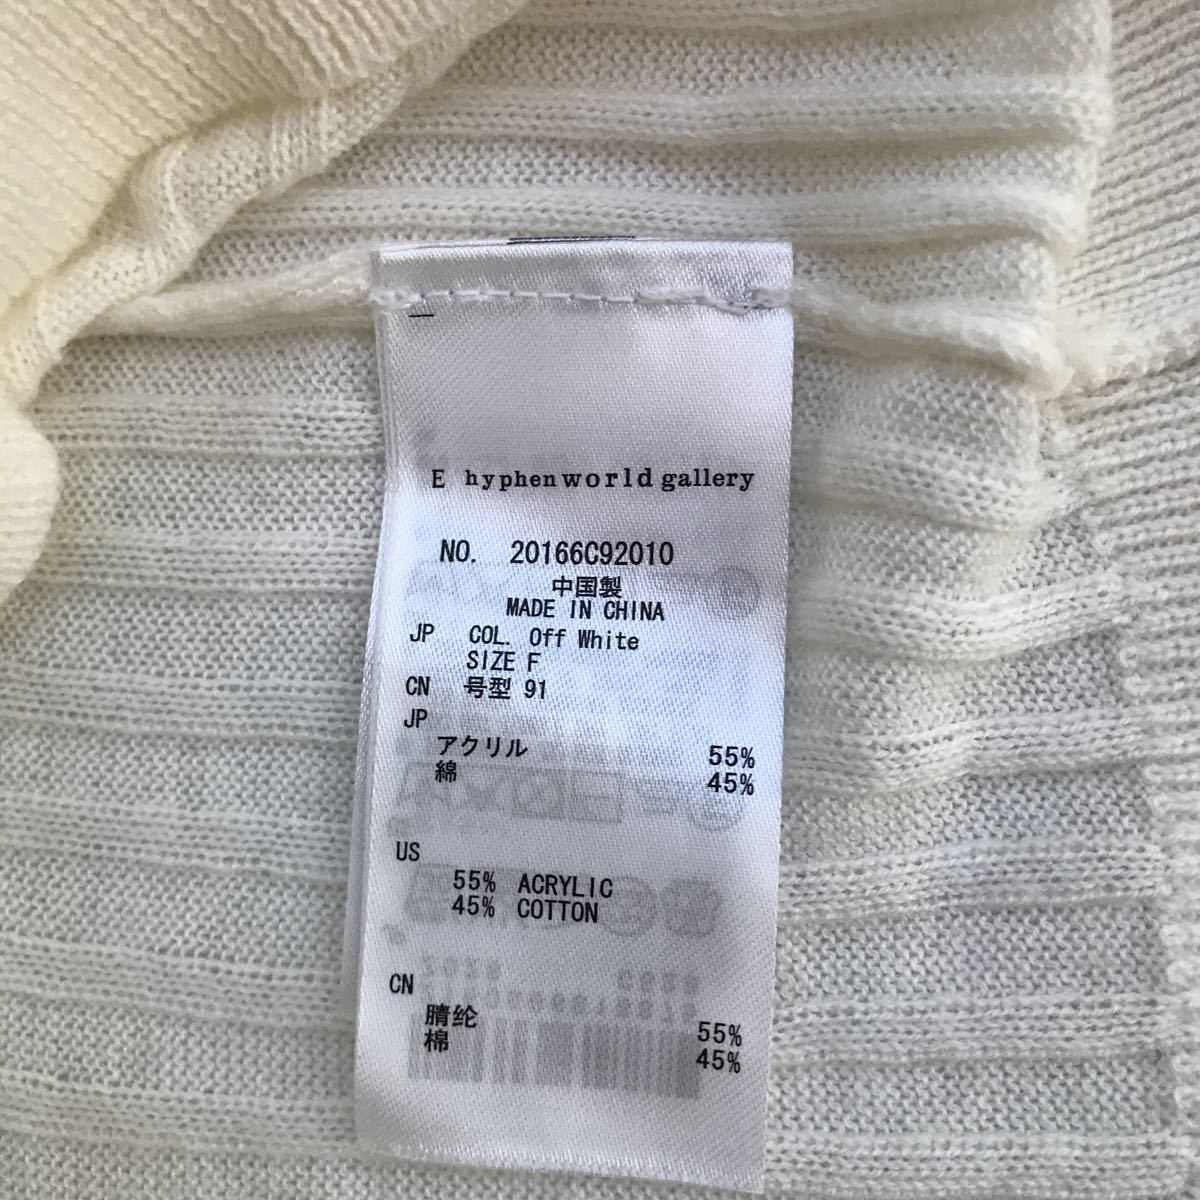 E hyphen world gallery
NO. 20166C92010
中国製
MADE IN CHINA
JP COL. Off White
SIZE F
CN 号型 91
JP
アクリル 55%
綿 45%
US
55% ACRYLIC
45% COTTON
CN
腈纶 55%
棉 45%